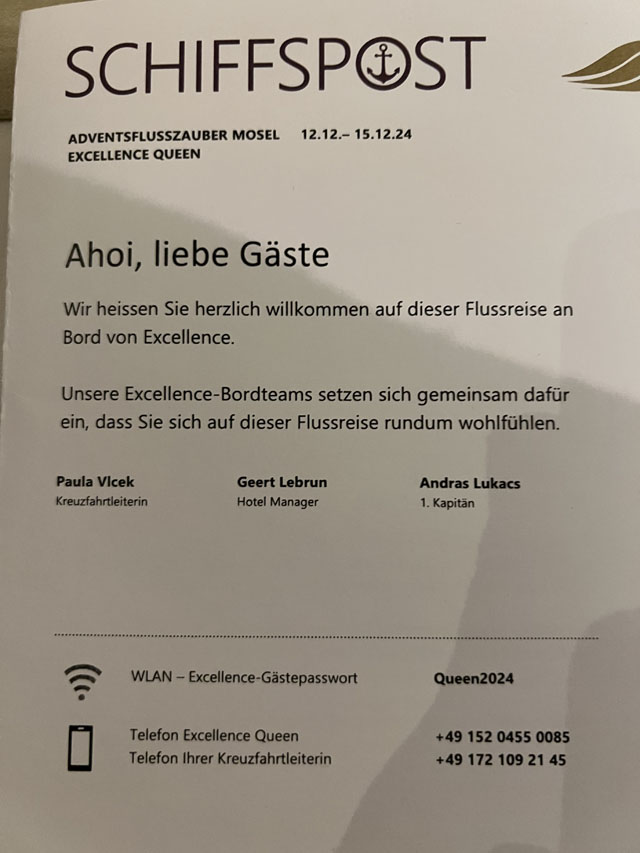 SCHIFFSPOST
ADVENTSFLUSSZAUBER MOSEL 12.12.– 15.12.24
EXCELLENCE QUEEN
Ahoi, liebe Gäste
Wir heissen Sie herzlich willkommen auf dieser Flussreise an
Bord von Excellence.
Unsere Excellence-Bordteams setzen sich gemeinsam dafür
ein, dass Sie sich auf dieser Flussreise rundum wohlfühlen.
Paula Vlcek Geert Lebrun Andras Lukacs
Kreuzfahrtleiterin Hotel Manager 1. Kapitän
WLAN – Excellence-Gästepasswort Queen2024
Telefon Excellence Queen +49 152 0455 0085
Telefon Ihrer Kreuzfahrtleiterin +49 172 109 21 45